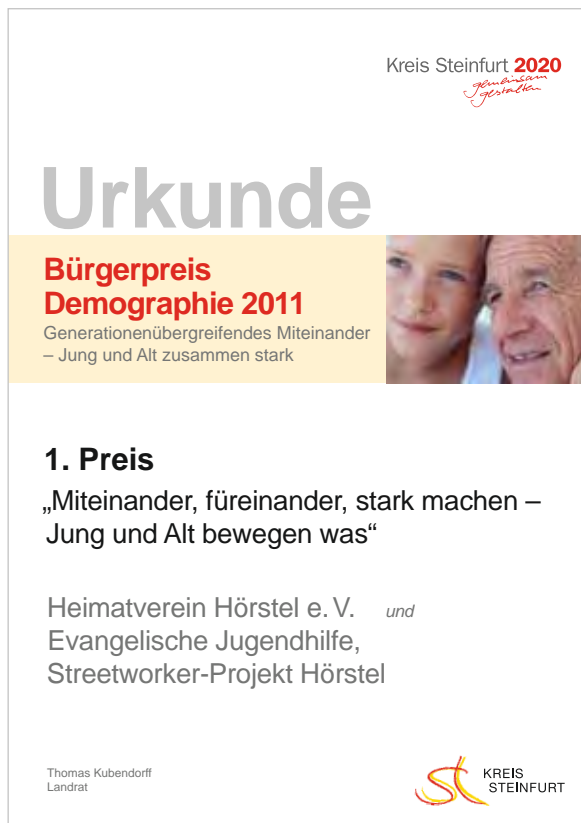 Kreis Steinfurt 2020
gemeinsam
gestalten
Urkunde
Bürgerpreis
Demographie 2011
Generationenübergreifendes Miteinander
– Jung und Alt zusammen stark
1. Preis
„Miteinander, füreinander, stark machen –
Jung und Alt bewegen was“
Heimatverein Hörstel e. V. und
Evangelische Jugendhilfe,
Streetworker-Projekt Hörstel
Thomas Kubendorff
Landrat
KREIS
STEINFURT